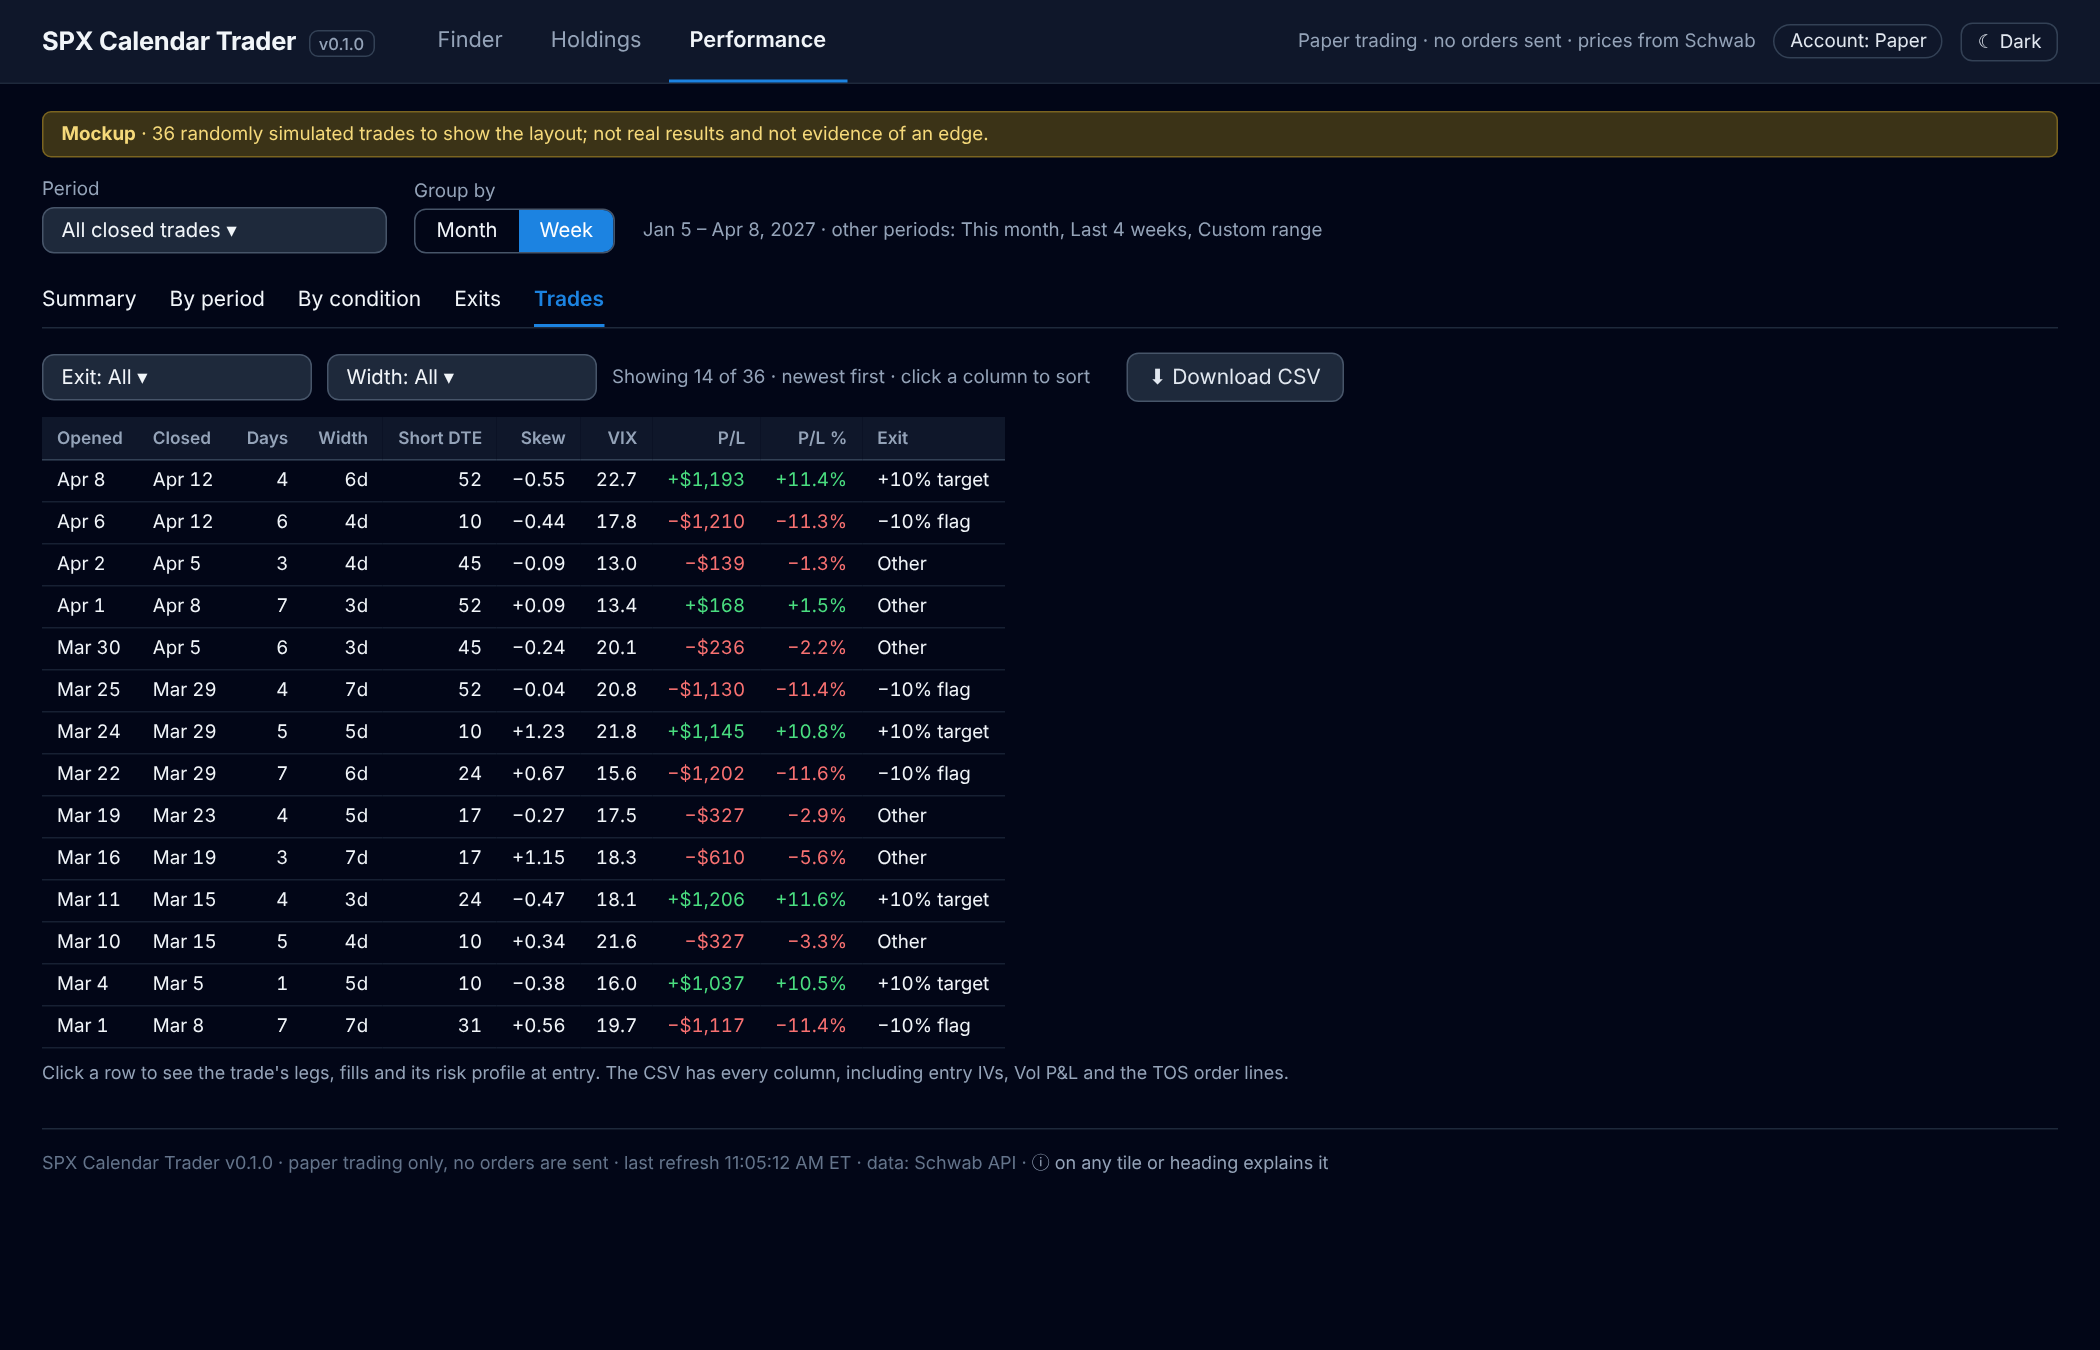 SPX Calendar Trader v0.1.0 Finder Holdings Performance Paper trading · no orders sent · prices from Schwab Account: Paper ☾ Dark
Mockup · 36 randomly simulated trades to show the layout; not real results and not evidence of an edge.
Period Group by
All closed trades ▾ Month Week Jan 5 – Apr 8, 2027 · other periods: This month, Last 4 weeks, Custom range
Summary By period By condition Exits Trades
Exit: All ▾ Width: All ▾ Showing 14 of 36 · newest first · click a column to sort ⬇ Download CSV
Opened Closed Days Width Short DTE Skew VIX P/L P/L % Exit
Apr 8 Apr 12 4 6d 52 −0.55 22.7 +$1,193 +11.4% +10% target
Apr 6 Apr 12 6 4d 10 −0.44 17.8 −$1,210 −11.3% −10% flag
Apr 2 Apr 5 3 4d 45 −0.09 13.0 −$139 −1.3% Other
Apr 1 Apr 8 7 3d 52 +0.09 13.4 +$168 +1.5% Other
Mar 30 Apr 5 6 3d 45 −0.24 20.1 −$236 −2.2% Other
Mar 25 Mar 29 4 7d 52 −0.04 20.8 −$1,130 −11.4% −10% flag
Mar 24 Mar 29 5 5d 10 +1.23 21.8 +$1,145 +10.8% +10% target
Mar 22 Mar 29 7 6d 24 +0.67 15.6 −$1,202 −11.6% −10% flag
Mar 19 Mar 23 4 5d 17 −0.27 17.5 −$327 −2.9% Other
Mar 16 Mar 19 3 7d 17 +1.15 18.3 −$610 −5.6% Other
Mar 11 Mar 15 4 3d 24 −0.47 18.1 +$1,206 +11.6% +10% target
Mar 10 Mar 15 5 4d 10 +0.34 21.6 −$327 −3.3% Other
Mar 4 Mar 5 1 5d 10 −0.38 16.0 +$1,037 +10.5% +10% target
Mar 1 Mar 8 7 7d 31 +0.56 19.7 −$1,117 −11.4% −10% flag
Click a row to see the trade's legs, fills and its risk profile at entry. The CSV has every column, including entry IVs, Vol P&L and the TOS order lines.
SPX Calendar Trader v0.1.0 · paper trading only, no orders are sent · last refresh 11:05:12 AM ET · data: Schwab API · ⓘ on any tile or heading explains it